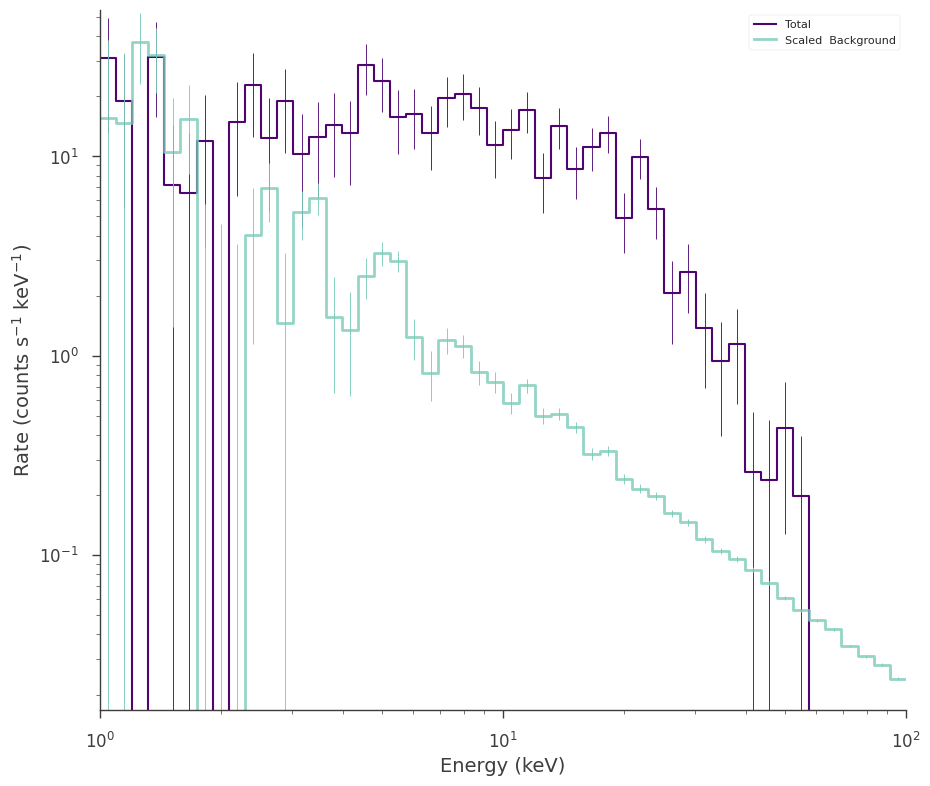 Total
Scaled  Background
10¹
10⁰
10⁻¹
Rate (counts s⁻¹ keV⁻¹)
10⁰
10¹
10²
Energy (keV)